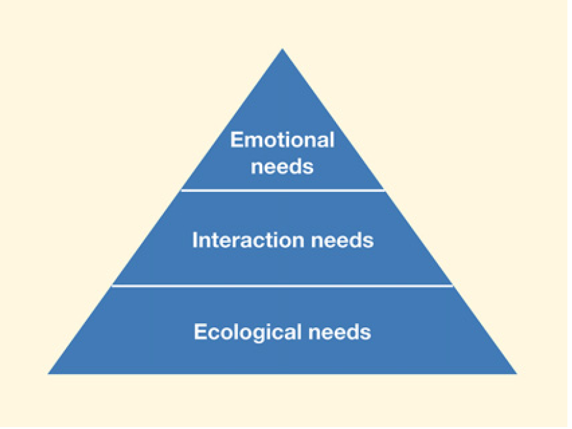 Emotional
needs
Interaction needs
Ecological needs